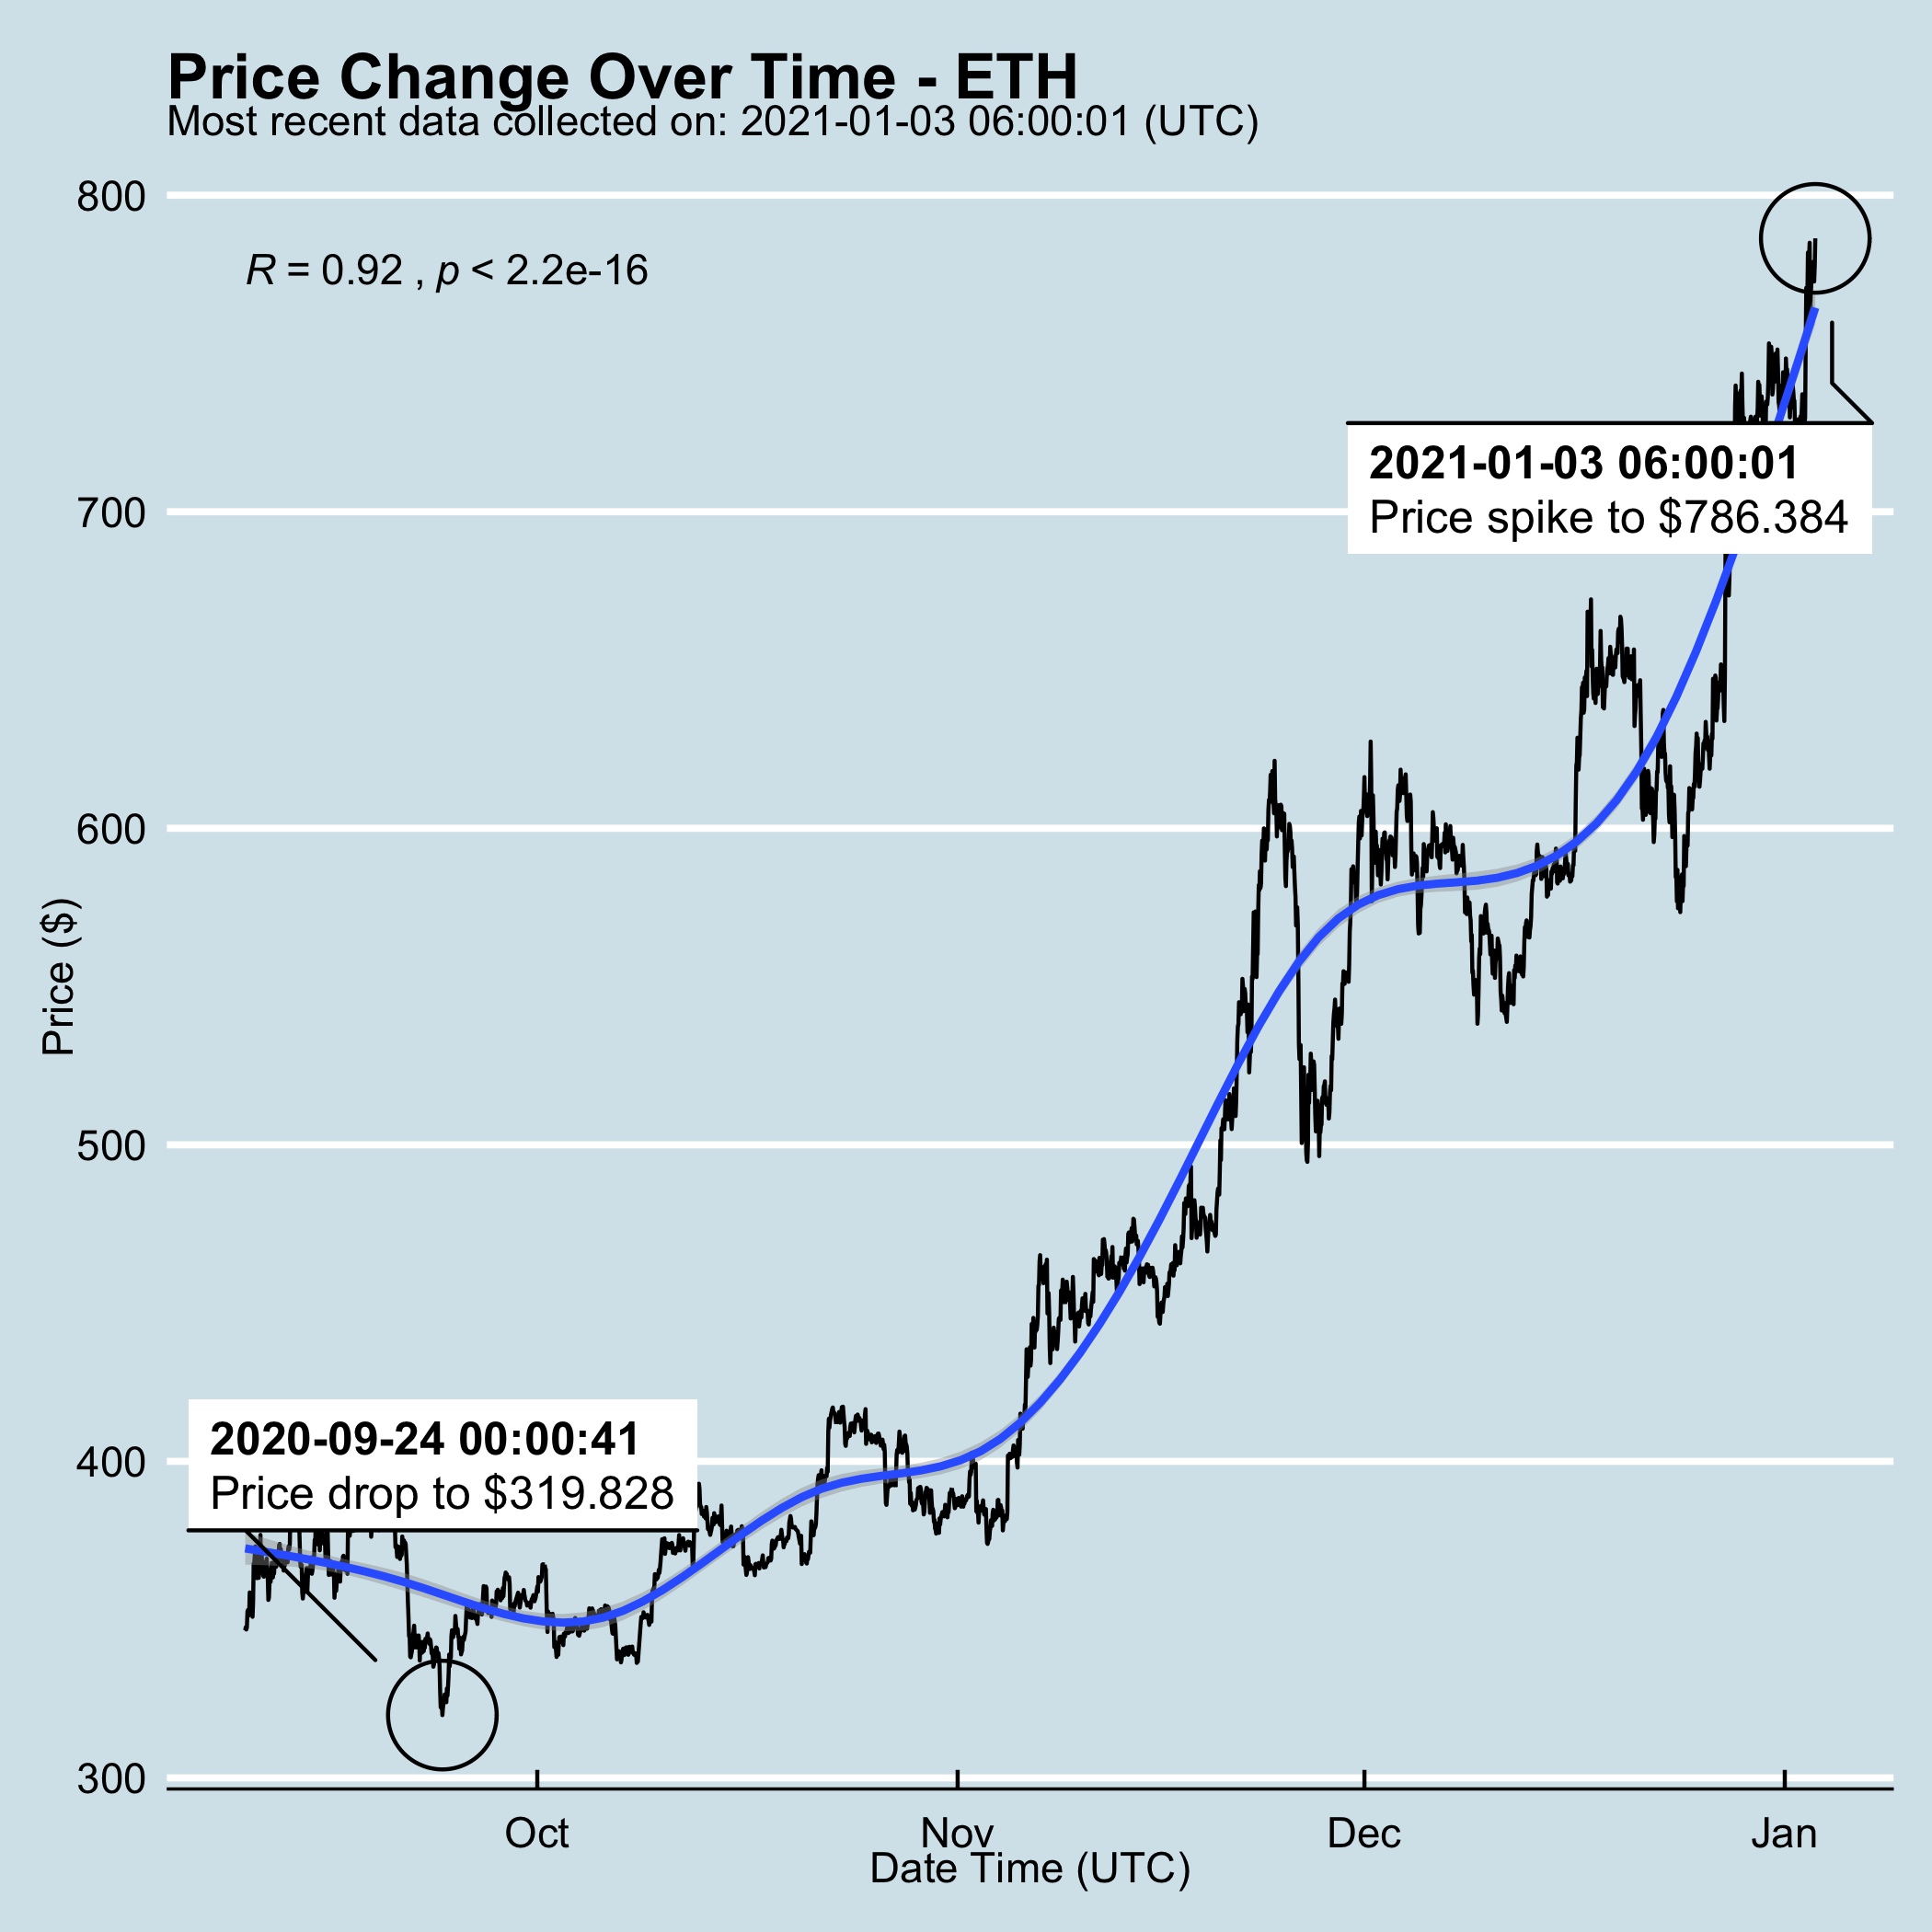 Price Change Over Time - ETH
Most recent data collected on: 2021-01-03 06:00:01 (UTC)
800
R = 0.92 , p < 2.2e-16
2021-01-03 06:00:01
Price spike to $786.384
700
600
Price ($)
500
2020-09-24 00:00:41
Price drop to $319.828
400
300
Oct
Nov
Dec
Jan
Date Time (UTC)